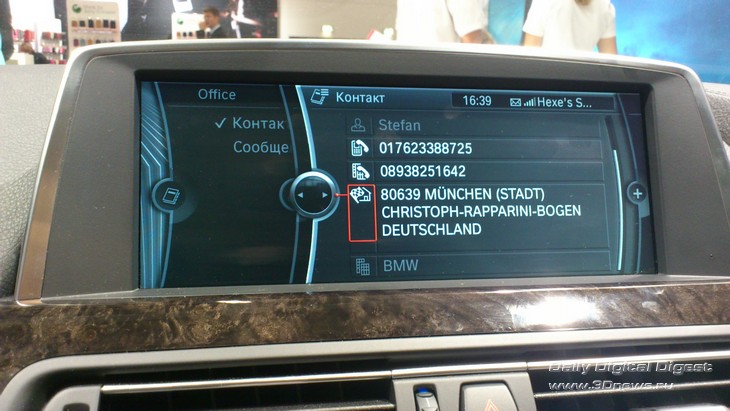 Office
Контакт 16:39 Hexe's S...
✓ Контак
Сообще
Stefan
017623388725
08938251642
80639 MÜNCHEN (STADT)
CHRISTOPH-RAPPARINI-BOGEN
DEUTSCHLAND
BMW
Daily Digital Digest
www.3Dnews.ru